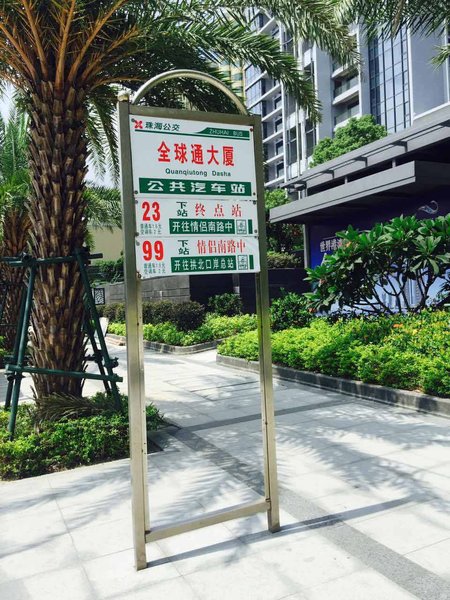 珠海公交 ZHUHAI BUS
全球通大厦
Quanqiutong Dasha
公共汽车站
23 下站 终点站
开往情侣南路中
99 下站 情侣南路中
开往拱北口岸总站